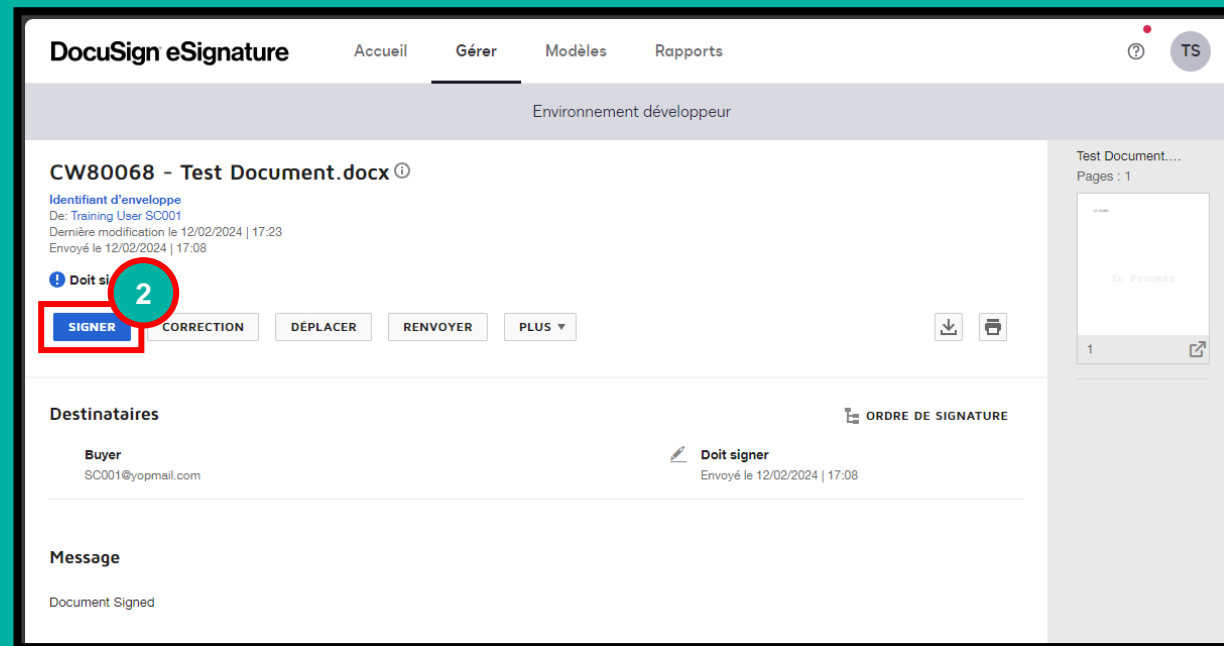 DocuSign eSignature Accueil Gérer Modèles Rapports TS
Environnement développeur
CW80068 - Test Document.docx
Identifiant d'enveloppe
De: Training User SC001
Dernière modification le 12/02/2024 | 17:23
Envoyé le 12/02/2024 | 17:08
Doit si
2
SIGNER CORRECTION DÉPLACER RENVOYER PLUS
Destinataires ORDRE DE SIGNATURE
Buyer Doit signer
SC001@yopmail.com Envoyé le 12/02/2024 | 17:08
Message
Document Signed
Test Document....
Pages : 1
In Process
1